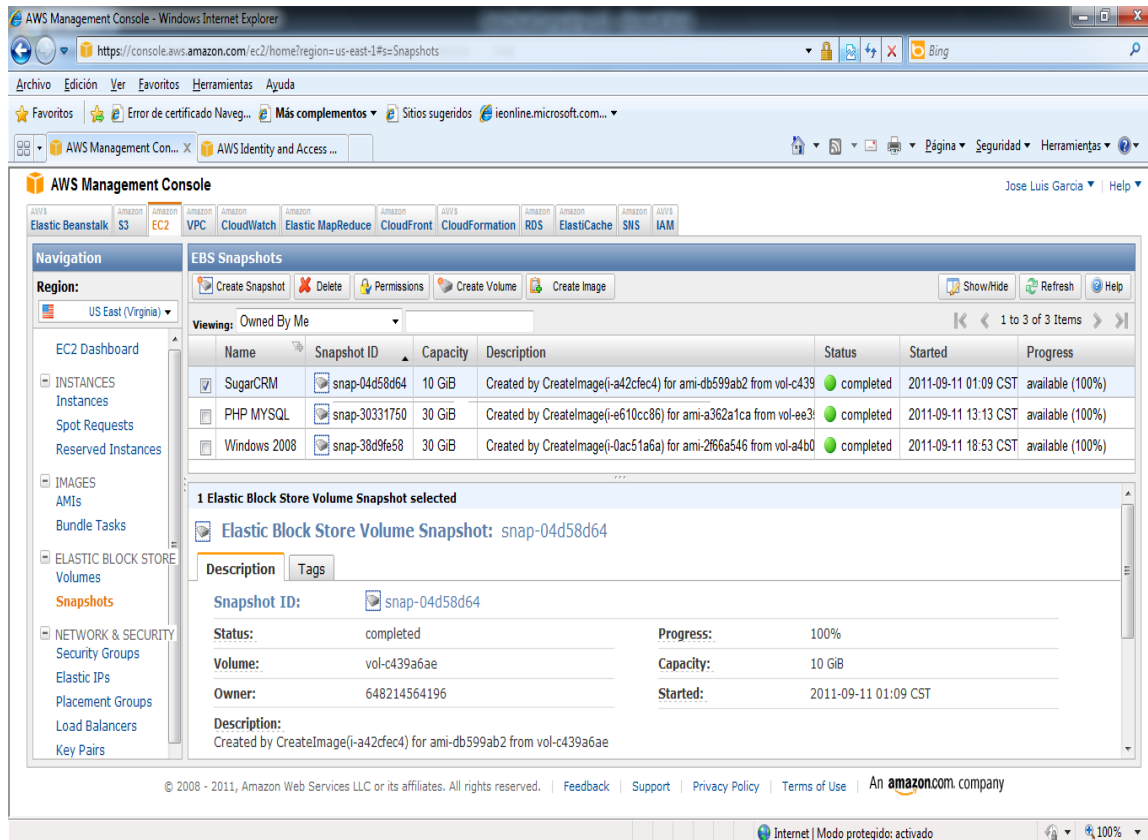 AWS Management Console - Windows Internet Explorer
https://console.aws.amazon.com/ec2/home?region=us-east-1#s=Snapshots
Bing
Archivo Edición Ver Favoritos Herramientas Ayuda
Favoritos Error de certificado Naveg... Más complementos Sitios sugeridos ieonline.microsoft.com...
AWS Management Con... X AWS Identity and Access ... Página Seguridad Herramientas
AWS Management Console Jose Luis Garcia | Help
AWS Elastic Beanstalk Amazon S3 Amazon EC2 Amazon VPC Amazon CloudWatch Amazon Elastic MapReduce Amazon CloudFront AWS CloudFormation Amazon RDS Amazon ElastiCache Amazon SNS AWS IAM
Navigation
Region:
US East (Virginia)
EC2 Dashboard
INSTANCES
Instances
Spot Requests
Reserved Instances
IMAGES
AMIs
Bundle Tasks
ELASTIC BLOCK STORE
Volumes
Snapshots
NETWORK & SECURITY
Security Groups
Elastic IPs
Placement Groups
Load Balancers
Key Pairs
EBS Snapshots
Create Snapshot Delete Permissions Create Volume Create Image Show/Hide Refresh Help
Viewing: Owned By Me 1 to 3 of 3 Items
Name Snapshot ID Capacity Description Status Started Progress
SugarCRM snap-04d58d64 10 GiB Created by CreateImage(i-a42cfec4) for ami-db599ab2 from vol-c439 completed 2011-09-11 01:09 CST available (100%)
PHP MYSQL snap-30331750 30 GiB Created by CreateImage(i-e610cc86) for ami-a362a1ca from vol-ee3 completed 2011-09-11 13:13 CST available (100%)
Windows 2008 snap-38d9fe58 30 GiB Created by CreateImage(i-0ac51a6a) for ami-2f66a546 from vol-a4b0 completed 2011-09-11 18:53 CST available (100%)
1 Elastic Block Store Volume Snapshot selected
Elastic Block Store Volume Snapshot: snap-04d58d64
Description Tags
Snapshot ID: snap-04d58d64
Status: completed Progress: 100%
Volume: vol-c439a6ae Capacity: 10 GiB
Owner: 648214564196 Started: 2011-09-11 01:09 CST
Description:
Created by CreateImage(i-a42cfec4) for ami-db599ab2 from vol-c439a6ae
© 2008 - 2011, Amazon Web Services LLC or its affiliates. All rights reserved. | Feedback | Support | Privacy Policy | Terms of Use | An amazon.com. company
Internet | Modo protegido: activado 100%